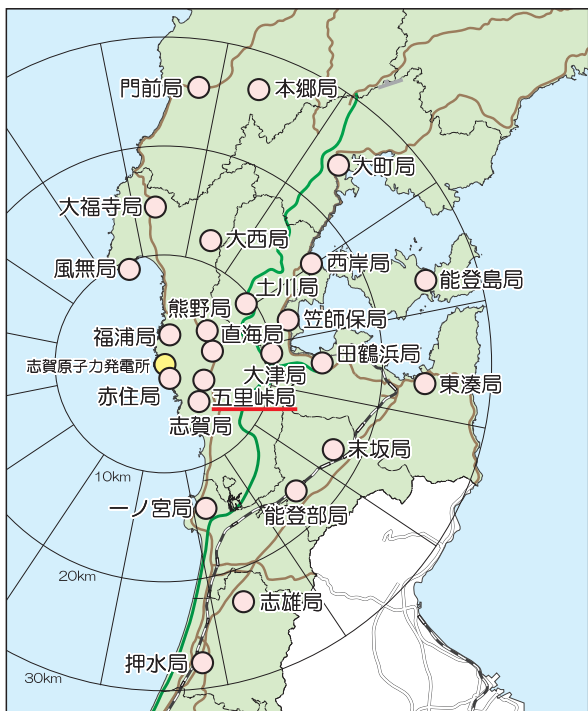 門前局
本郷局
大町局
大福寺局
大西局
西岸局
風無局
能登島局
土川局
熊野局
笠師保局
福浦局
直海局
田鶴浜局
志賀原子力発電所
大津局
赤住局
五里峠局
東湊局
志賀局
末坂局
10km
一ノ宮局
能登部局
20km
志雄局
押水局
30km